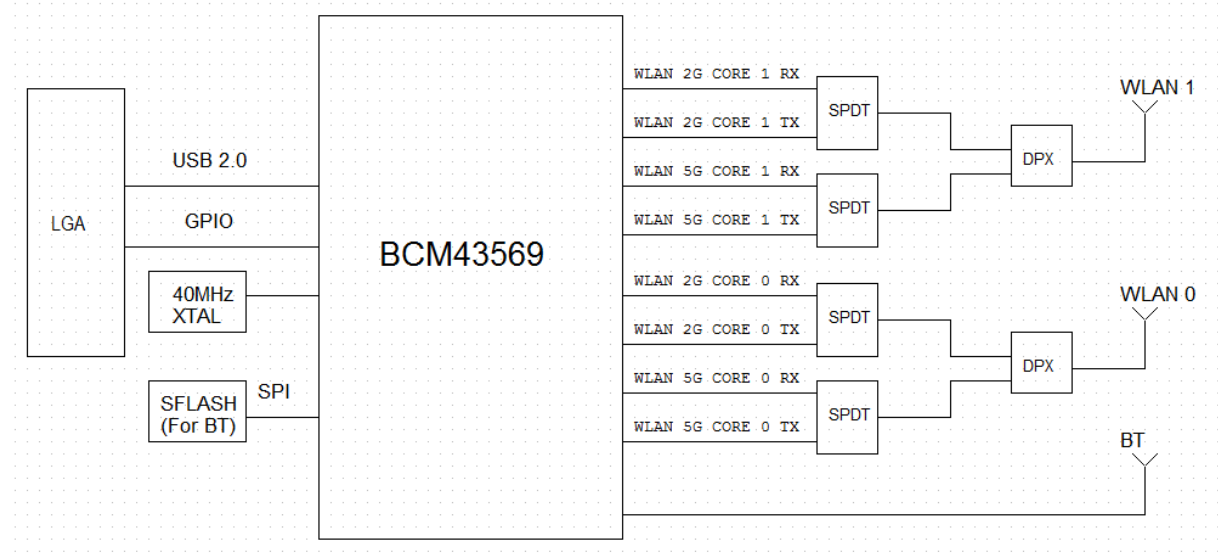 LGA
USB 2.0
GPIO
40MHz
XTAL
SFLASH
(For BT)
SPI
BCM43569
WLAN 2G CORE 1 RX
WLAN 2G CORE 1 TX
WLAN 5G CORE 1 RX
WLAN 5G CORE 1 TX
WLAN 2G CORE 0 RX
WLAN 2G CORE 0 TX
WLAN 5G CORE 0 RX
WLAN 5G CORE 0 TX
SPDT
SPDT
SPDT
SPDT
DPX
DPX
WLAN 1
WLAN 0
BT